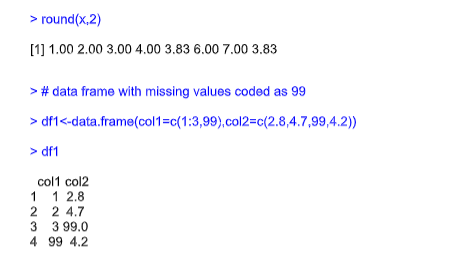 > round(x,2)
[1] 1.00 2.00 3.00 4.00 3.83 6.00 7.00 3.83
> # data frame with missing values coded as 99
> df1<-data.frame(col1=c(1:3,99),col2=c(2.8,4.7,99,4.2))
> df1
col1 col2
1 1 2.8
2 2 4.7
3 3 99.0
4 99 4.2